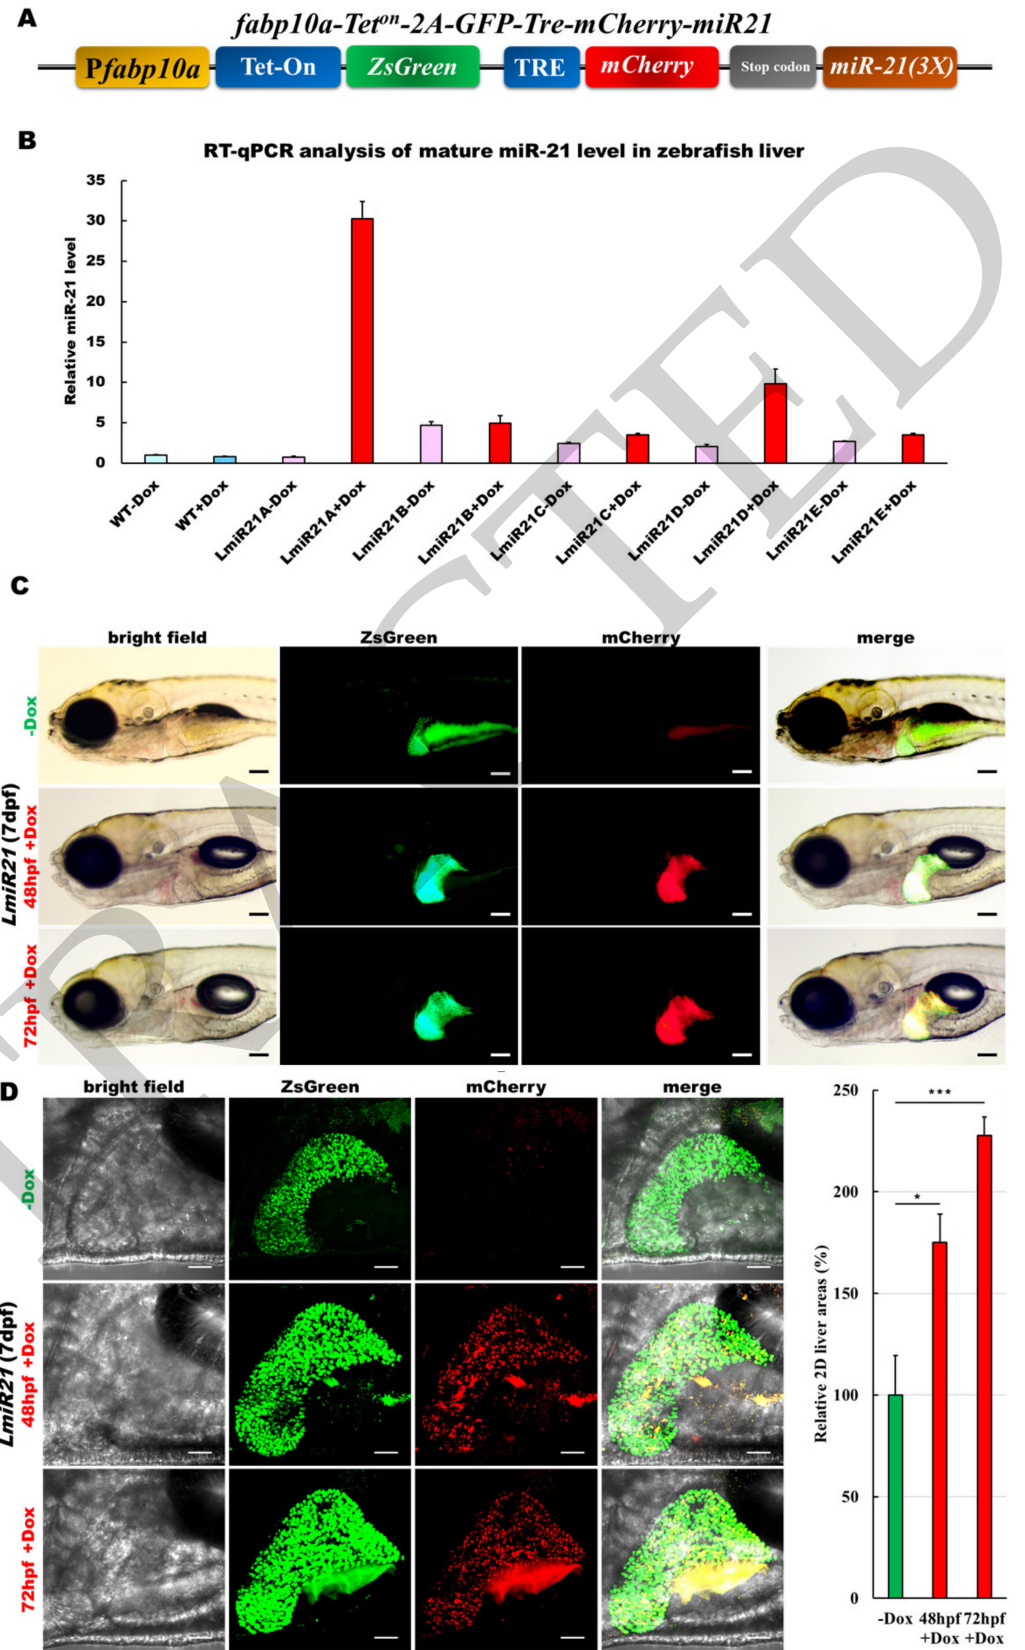 A
fabp10a-Tetᵒⁿ-2A-GFP-Tre-mCherry-miR21
Pfabp10a Tet-On ZsGreen TRE mCherry Stop codon miR-21(3X)
B
RT-qPCR analysis of mature miR-21 level in zebrafish liver
Relative miR-21 level
35
30
25
20
15
10
5
0
WT-Dox
WT+Dox
LmiR21A-Dox
LmiR21A+Dox
LmiR21B-Dox
LmiR21B+Dox
LmiR21C-Dox
LmiR21C+Dox
LmiR21D-Dox
LmiR21D+Dox
LmiR21E-Dox
LmiR21E+Dox
C
bright field ZsGreen mCherry merge
LmiR21 (7dpf)
-Dox
48hpf +Dox
72hpf +Dox
D
bright field ZsGreen mCherry merge
LmiR21 (7dpf)
-Dox
48hpf +Dox
72hpf +Dox
Relative 2D liver areas (%)
250
200
150
100
50
0
***
*
-Dox 48hpf 72hpf
+Dox +Dox
RETRACTED